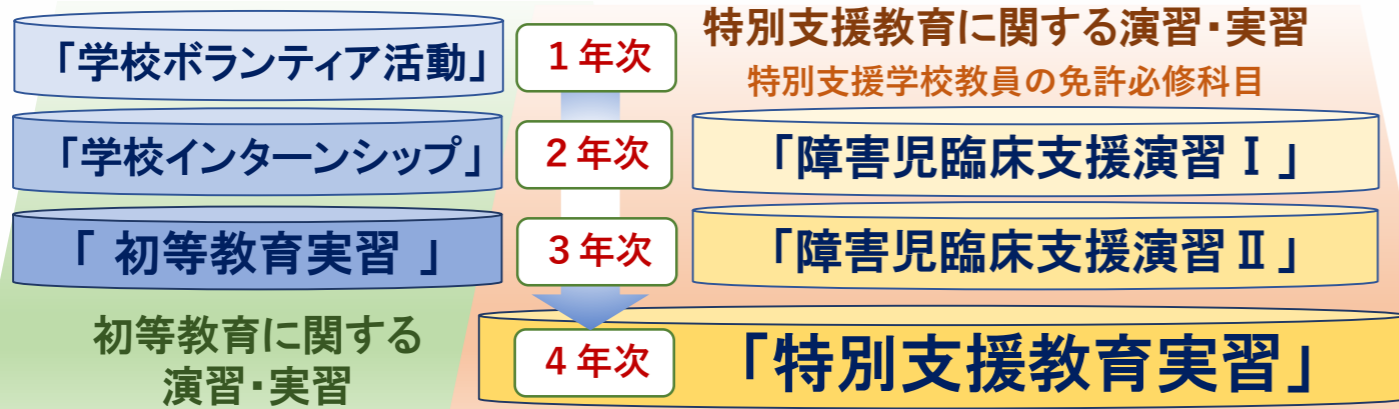 特別支援教育に関する演習・実習
特別支援学校教員の免許必修科目
「学校ボランティア活動」
1年次
「学校インターンシップ」
2年次
「障害児臨床支援演習Ⅰ」
「 初等教育実習 」
3年次
「障害児臨床支援演習Ⅱ」
初等教育に関する
演習・実習
4年次
「特別支援教育実習」